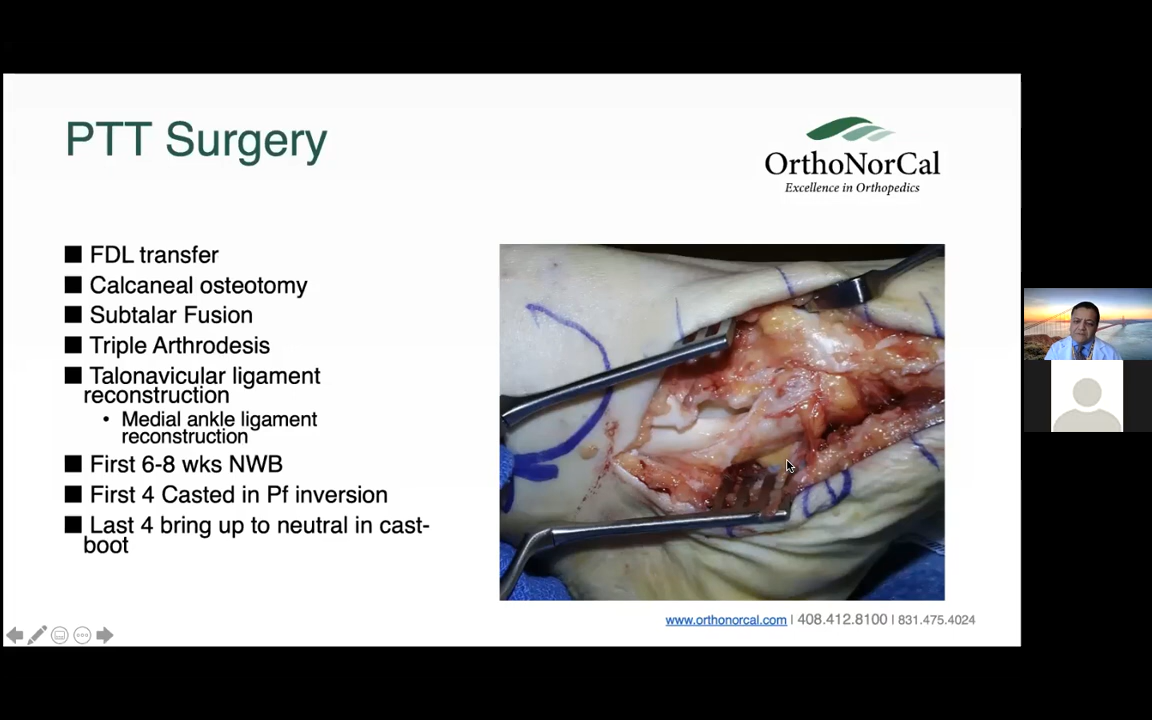 PTT Surgery
OrthoNorCal
Excellence in Orthopedics
FDL transfer
Calcaneal osteotomy
Subtalar Fusion
Triple Arthrodesis
Talonavicular ligament
reconstruction
Medial ankle ligament
reconstruction
First 6-8 wks NWB
First 4 Casted in Pf inversion
Last 4 bring up to neutral in cast-
boot
www.orthonorcal.com | 408.412.8100 | 831.475.4024